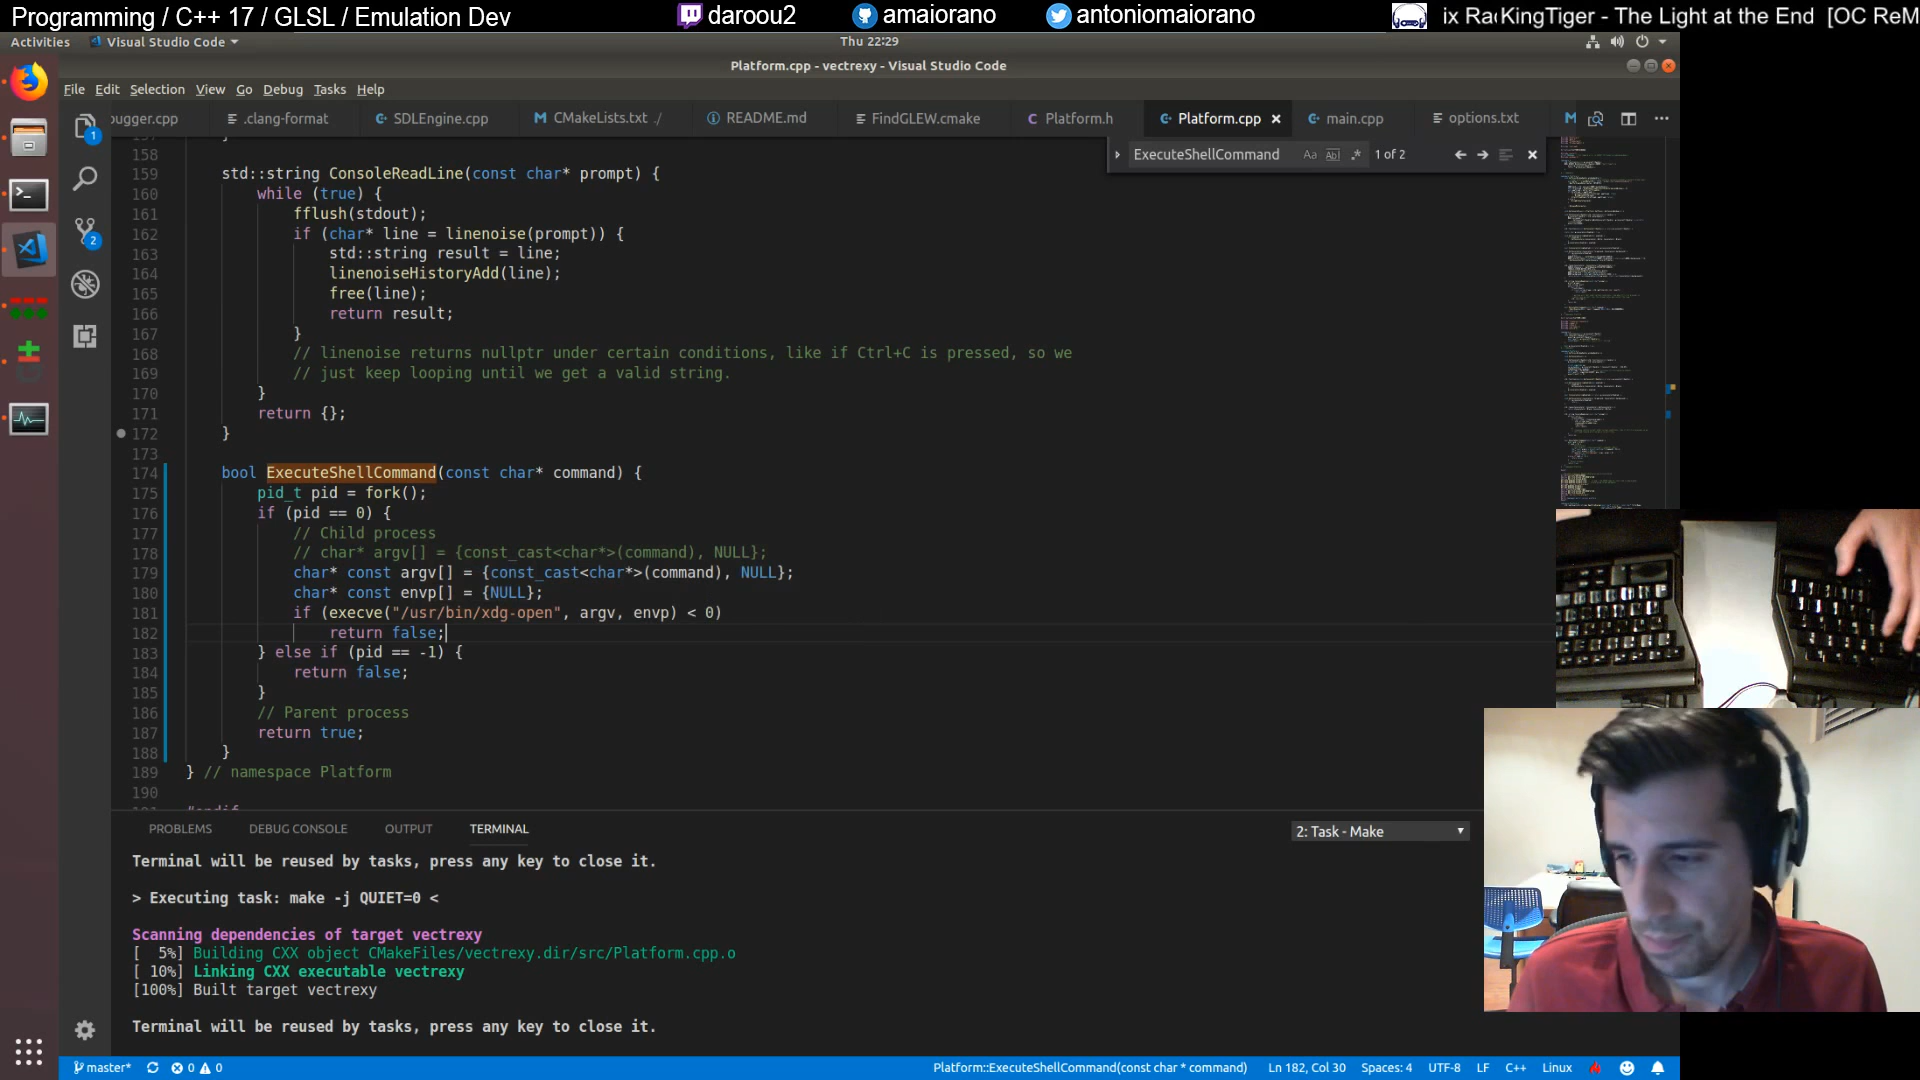 Programming / C++ 17 / GLSL / Emulation Dev
daroou2
amaiorano
antoniomaiorano
KingTiger - The Light at the End [OC ReM
Activities
Visual Studio Code
Thu 22:29
Platform.cpp - vectrexy - Visual Studio Code
File Edit Selection View Go Debug Tasks Help
ugger.cpp
.clang-format
SDLEngine.cpp
CMakeLists.txt ./
README.md
FindGLEW.cmake
Platform.h
Platform.cpp
main.cpp
options.txt
ExecuteShellCommand
1 of 2
158
159 std::string ConsoleReadLine(const char* prompt) {
160 while (true) {
161 fflush(stdout);
162 if (char* line = linenoise(prompt)) {
163 std::string result = line;
164 linenoiseHistoryAdd(line);
165 free(line);
166 return result;
167 }
168 // linenoise returns nullptr under certain conditions, like if Ctrl+C is pressed, so we
169 // just keep looping until we get a valid string.
170 }
171 return {};
172 }
173
174 bool ExecuteShellCommand(const char* command) {
175 pid_t pid = fork();
176 if (pid == 0) {
177 // Child process
178 // char* argv[] = {const_cast<char*>(command), NULL};
179 char* const argv[] = {const_cast<char*>(command), NULL};
180 char* const envp[] = {NULL};
181 if (execve("/usr/bin/xdg-open", argv, envp) < 0)
182 return false;
183 } else if (pid == -1) {
184 return false;
185 }
186 // Parent process
187 return true;
188 }
189 } // namespace Platform
190
PROBLEMS
DEBUG CONSOLE
OUTPUT
TERMINAL
2: Task - Make
Terminal will be reused by tasks, press any key to close it.
> Executing task: make -j QUIET=0 <
Scanning dependencies of target vectrexy
[ 5%] Building CXX object CMakeFiles/vectrexy.dir/src/Platform.cpp.o
[ 10%] Linking CXX executable vectrexy
[100%] Built target vectrexy
Terminal will be reused by tasks, press any key to close it.
master*
0
0
Platform::ExecuteShellCommand(const char * command)
Ln 182, Col 30
Spaces: 4
UTF-8
LF
C++
Linux